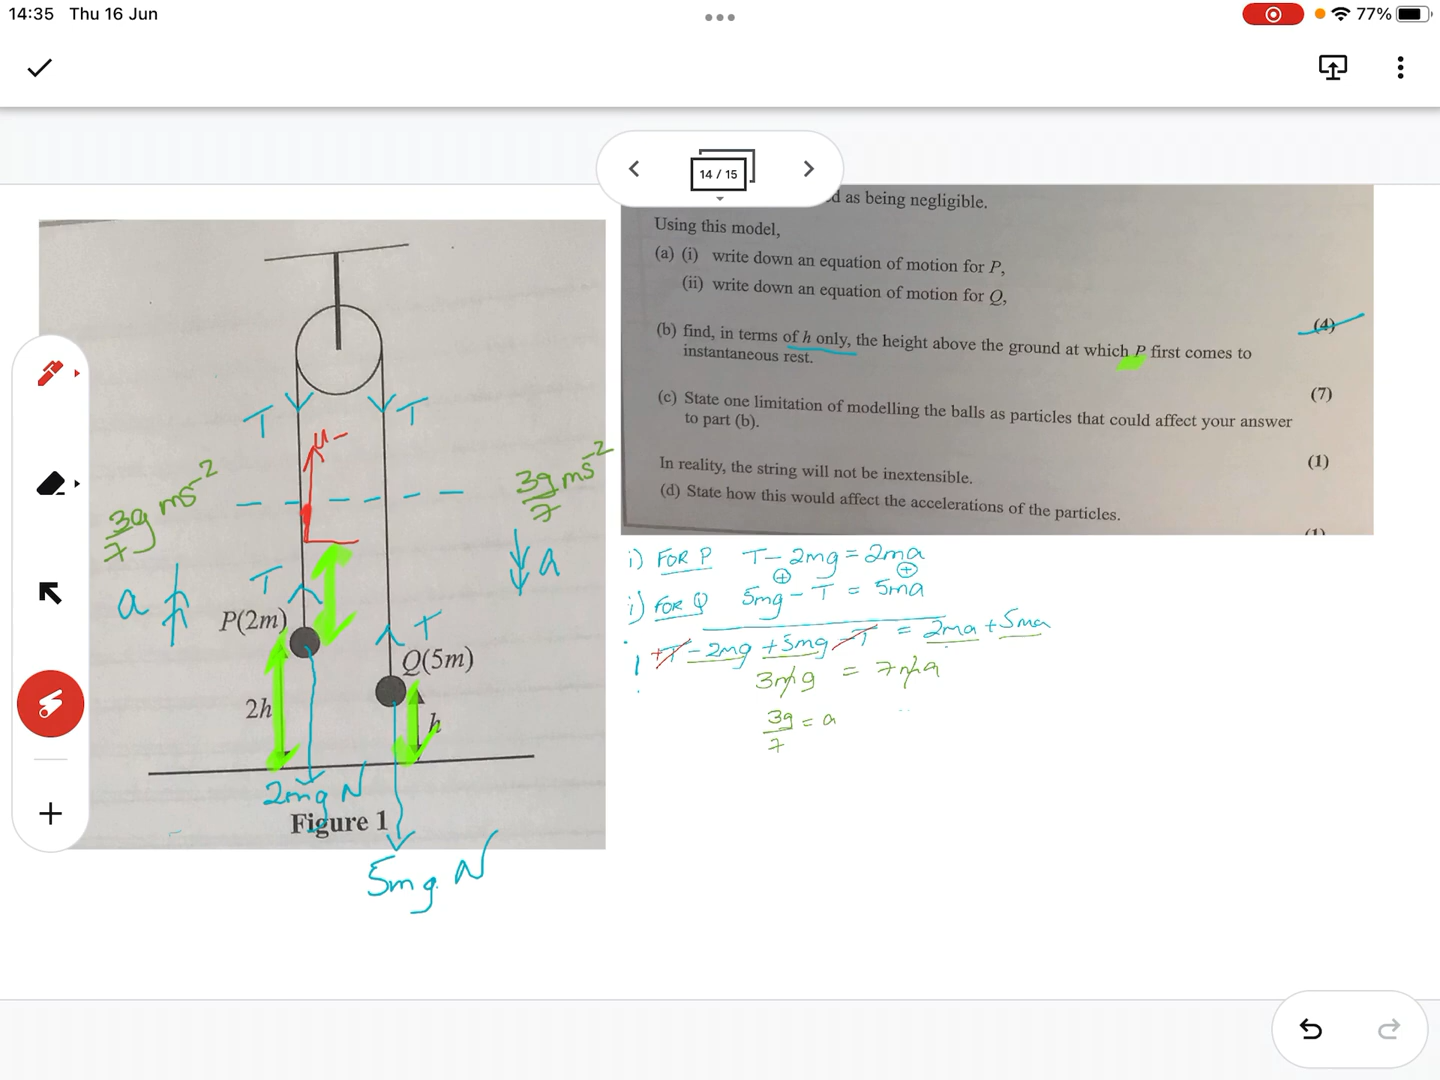 14:35 Thu 16 Jun
77%
14 / 15
d as being negligible.
Using this model,
(a) (i) write down an equation of motion for P,
(ii) write down an equation of motion for Q,
(4)
(b) find, in terms of h only, the height above the ground at which P first comes to
instantaneous rest.
(7)
(c) State one limitation of modelling the balls as particles that could affect your answer
to part (b).
(1)
In reality, the string will not be inextensible.
(d) State how this would affect the accelerations of the particles.
(1)
T
T
3g/7 ms⁻²
3g/7 ms⁻²
a
a
T
P(2m)
T
Q(5m)
2h
h
2mg N
Figure 1
5mg N
i) FOR P T - 2mg = 2ma
⊕ ⊕
i) FOR Q 5mg - T = 5ma
+T - 2mg + 5mg - T = 2ma + 5ma
3mg = 7ma
3g/7 = a